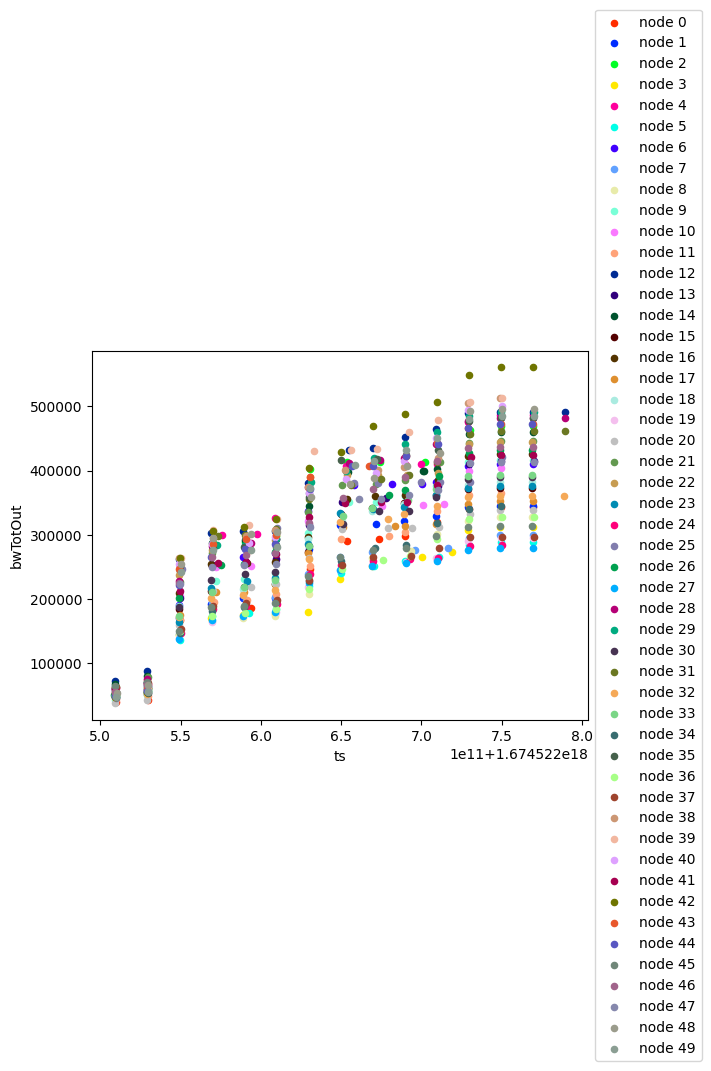 node 0
node 1
node 2
node 3
node 4
node 5
node 6
node 7
node 8
node 9
node 10
node 11
node 12
node 13
node 14
node 15
node 16
node 17
node 18
node 19
node 20
node 21
node 22
node 23
node 24
node 25
node 26
node 27
node 28
node 29
node 30
node 31
node 32
node 33
node 34
node 35
node 36
node 37
node 38
node 39
node 40
node 41
node 42
node 43
node 44
node 45
node 46
node 47
node 48
node 49
bwTotOut
500000
400000
300000
200000
100000
5.0 5.5 6.0 6.5 7.0 7.5 8.0
ts
1e11+1.674522e18